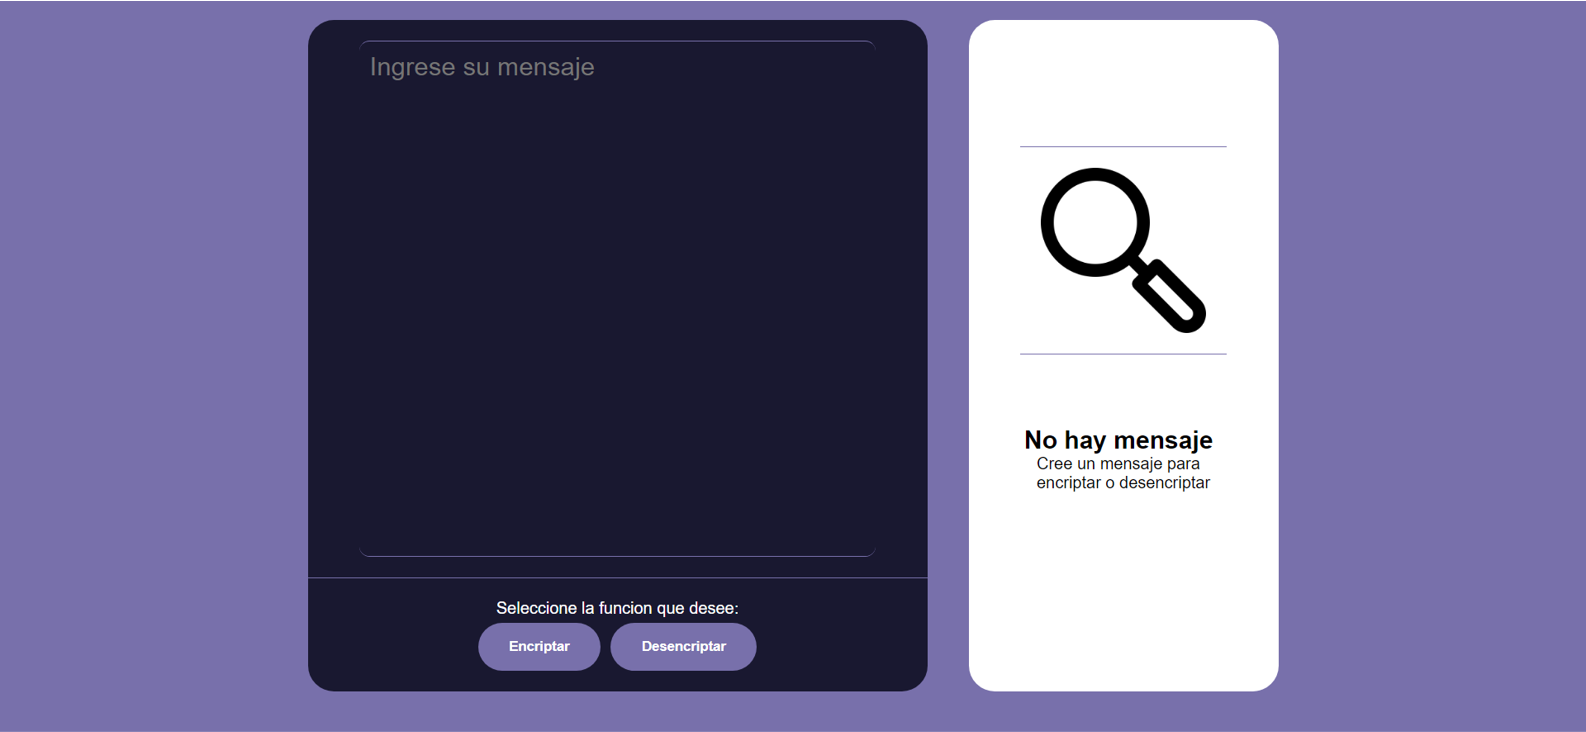 Ingrese su mensaje
Seleccione la funcion que desee:
Encriptar
Desencriptar
No hay mensaje
Cree un mensaje para
encriptar o desencriptar